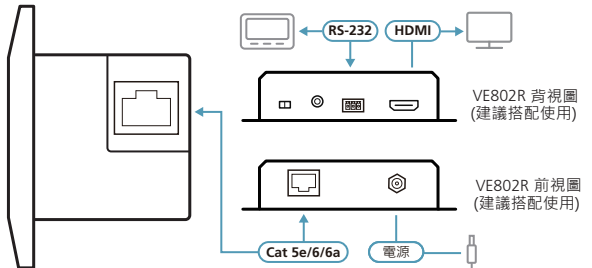 RS-232
HDMI
VE802R 背視圖
(建議搭配使用)
VE802R 前視圖
(建議搭配使用)
Cat 5e/6/6a
電源